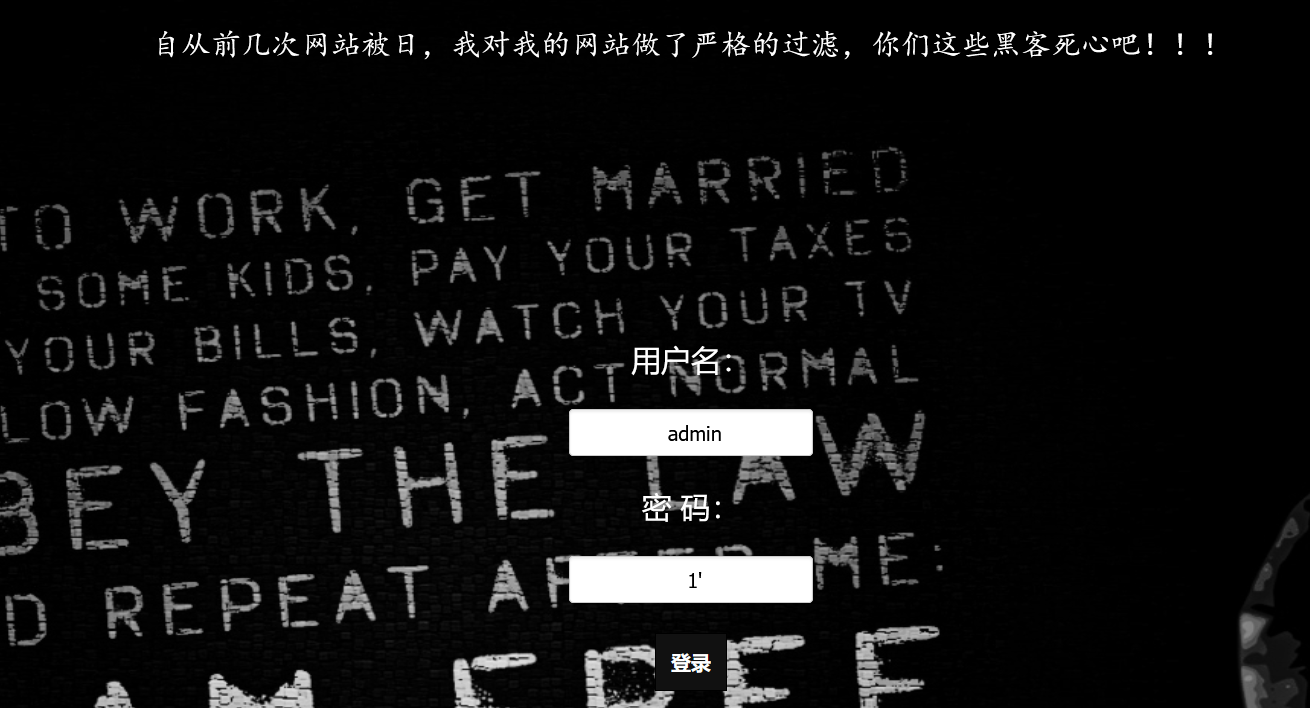 自从前几次网站被日，我对我的网站做了严格的过滤，你们这些黑客死心吧！！！
TO WORK, GET MARRIED
SOME KIDS, PAY YOUR TAXES
YOUR BILLS, WATCH YOUR TV
LOW FASHION, ACT NORMAL
BEY THE LAW
D REPEAT AFTER ME:
AM FREE
用户名：
admin
密 码：
1'
登录